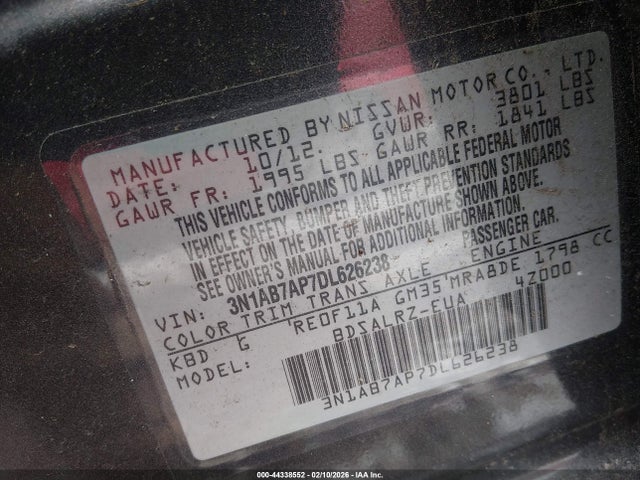 MANUFACTURED BY NISSAN MOTOR CO., LTD.
DATE: 10/12 GVWR: 3801 LBS
GAWR FR: 1995 LBS GAWR RR: 1841 LBS
THIS VEHICLE CONFORMS TO ALL APPLICABLE FEDERAL MOTOR
VEHICLE SAFETY, BUMPER AND THEFT PREVENTION STANDARDS
IN EFFECT ON THE DATE OF MANUFACTURE SHOWN ABOVE.
SEE OWNER'S MANUAL FOR ADDITIONAL INFORMATION.
VIN: 3N1AB7AP7DL626238 PASSENGER CAR.
COLOR TRIM TRANS AXLE ENGINE
KBD G RE0F11A GM35 MRA8DE 1798 CC
MODEL: BDSALRZ-EUA 4Z000
3N1AB7AP7DL626238
000-44338552 - 02/10/2026 - IAA Inc.